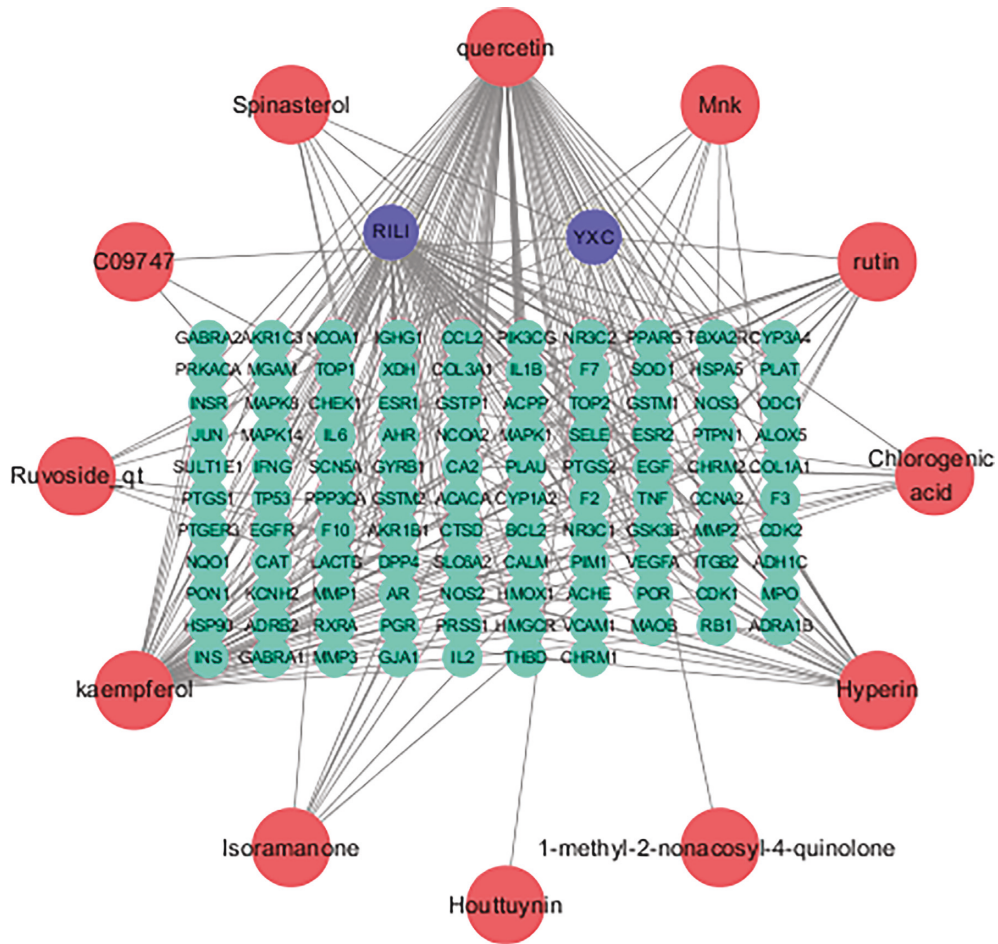 quercetin
Spinasterol
Mnk
RILI
YXC
C09747
rutin
GABRA2 AKR1C3 NCOA1 IGHG1 CCL2 PIK3CG NR3C2 PPARG TBXA2R CYP3A4
PRKACA MGAM TOP1 XDH COL3A1 IL1B F7 SOD1 HSPA5 PLAT
INSR MAPK8 CHEK1 ESR1 GSTP1 ACPP TOP2 GSTM1 NOS3 ODC1
JUN MAPK14 IL6 AHR NCOA2 MAPK1 SELE ESR2 PTPN1 ALOX5
SULT1E1 IFNG SCN5A GYRB1 CA2 PLAU PTGS2 EGF CHRM2 COL1A1
Ruvoside_qt
Chlorogenic
acid
PTGS1 TP53 PPP3CA GSTM2 ACACA CYP1A2 F2 TNF CCNA2 F3
PTGER3 EGFR F10 AKR1B1 CTSD BCL2 NR3C1 GSK3B MMP2 CDK2
NQO1 CAT LACTB DPP4 SLC6A2 CALM PIM1 VEGFA ITGB2 ADH1C
PON1 KCNH2 MMP1 AR NOS2 HMOX1 ACHE POR CDK1 MPO
HSP90 ADRB2 RXRA PGR PRSS1 HMGCR VCAM1 MAOB RB1 ADRA1B
INS GABRA1 MMP3 GJA1 IL2 THBD CHRM1
kaempferol
Hyperin
Isoramanone
1-methyl-2-nonacosyl-4-quinolone
Houttuynin